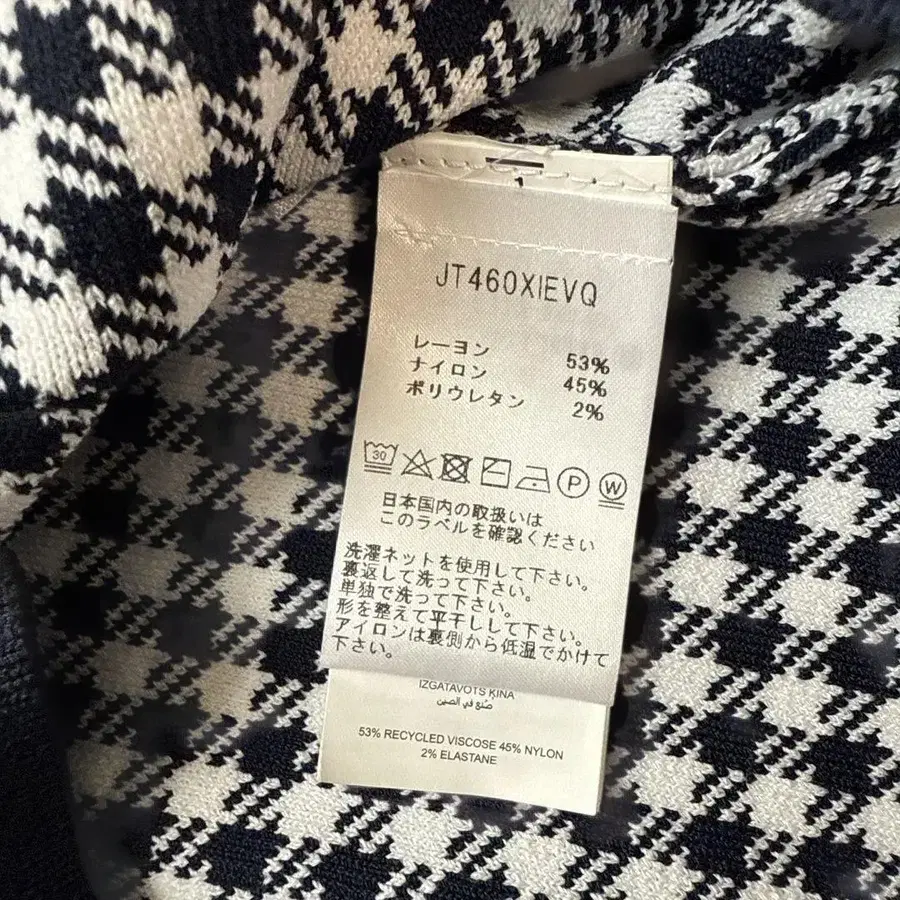 JT460XIEVQ
レーヨン 53%
ナイロン 45%
ポリウレタン 2%
30
P
W
日本国内の取扱いは
このラベルを確認ください
洗濯ネットを使用して下さい。
裏返して洗って下さい。
単独で洗って下さい。
形を整えて平干しして下さい。
アイロンは裏側から低温でかけて
下さい。
IZGATAVOTS ĶINA
صنع في الصين
53% RECYCLED VISCOSE 45% NYLON
2% ELASTANE